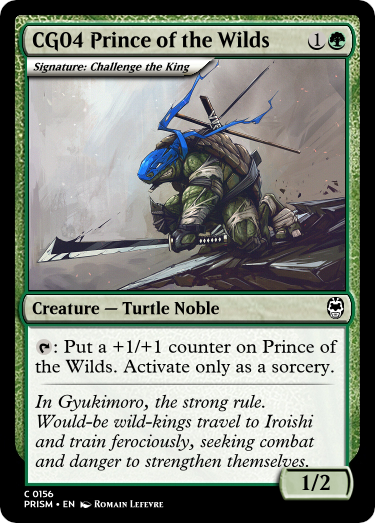 CG04 Prince of the Wilds 1
Signature: Challenge the King
Creature — Turtle Noble
: Put a +1/+1 counter on Prince of
the Wilds. Activate only as a sorcery.
In Gyukimoro, the strong rule.
Would-be wild-kings travel to Iroishi
and train ferociously, seeking combat
and danger to strengthen themselves.
1/2
C 0156
PRISM • EN Romain Lefevre